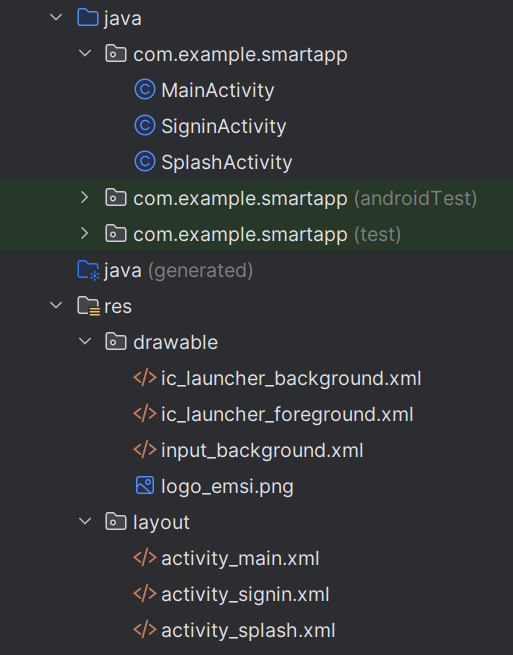 java
com.example.smartapp
MainActivity
SigninActivity
SplashActivity
com.example.smartapp (androidTest)
com.example.smartapp (test)
java (generated)
res
drawable
ic_launcher_background.xml
ic_launcher_foreground.xml
input_background.xml
logo_emsi.png
layout
activity_main.xml
activity_signin.xml
activity_splash.xml